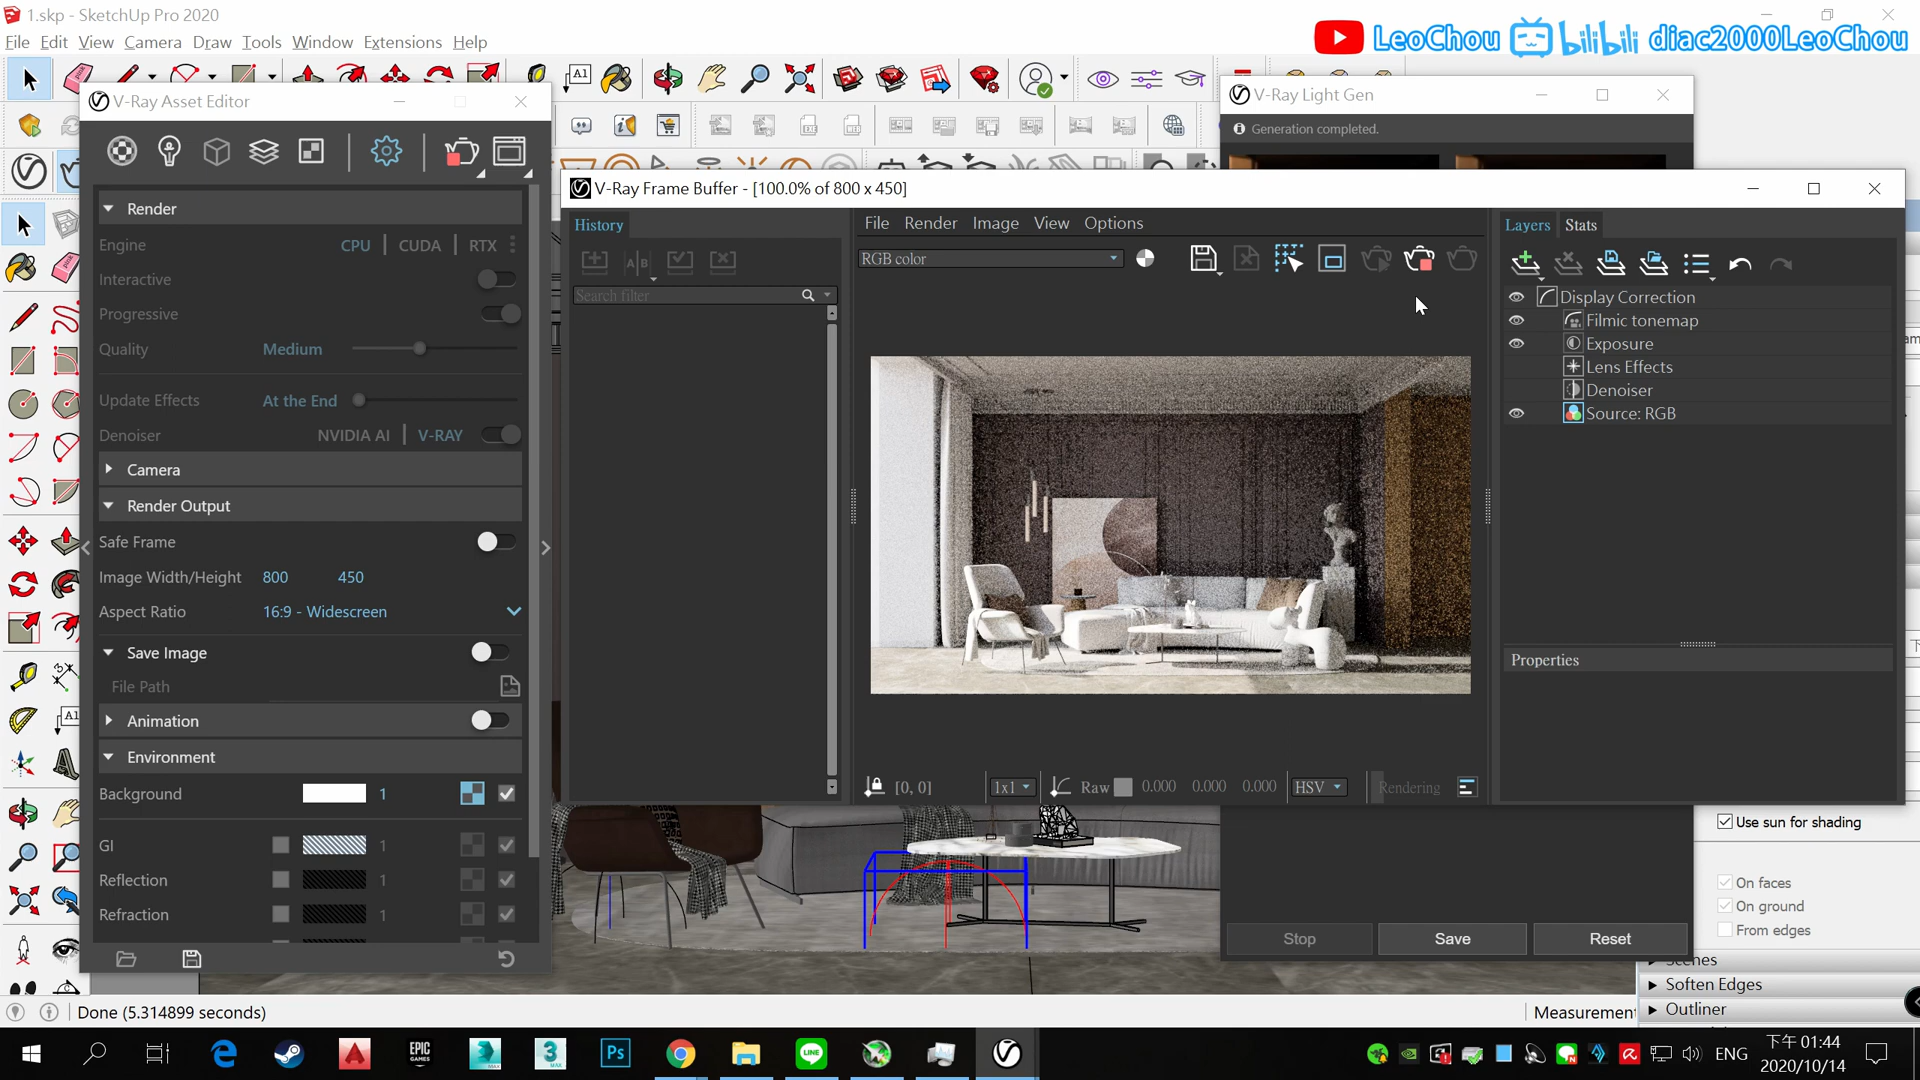 1.skp - SketchUp Pro 2020
File Edit View Camera Draw Tools Window Extensions Help
LeoChou bilibili diac2000LeoChou
V-Ray Asset Editor
V-Ray Light Gen
Generation completed.
V-Ray Frame Buffer - [100.0% of 800 x 450]
Render
Engine CPU CUDA RTX
Interactive
Progressive
Quality Medium
Update Effects At the End
Denoiser NVIDIA AI V-RAY
Camera
Render Output
Safe Frame
Image Width/Height 800 450
Aspect Ratio 16:9 - Widescreen
Save Image
File Path
Animation
Environment
Background 1
GI 1
Reflection 1
Refraction 1
History
Search filter
File Render Image View Options
RGB color
[0, 0] 1x1 Raw 0.000 0.000 0.000 HSV Rendering
Layers Stats
Display Correction
Filmic tonemap
Exposure
Lens Effects
Denoiser
Source: RGB
Properties
Use sun for shading
On faces
On ground
From edges
Stop Save Reset
Scenes
Soften Edges
Outliner
Done (5.314899 seconds)
Measurement
EPIC
GAMES
Ps
LINE
ENG
下午 01:44
2020/10/14